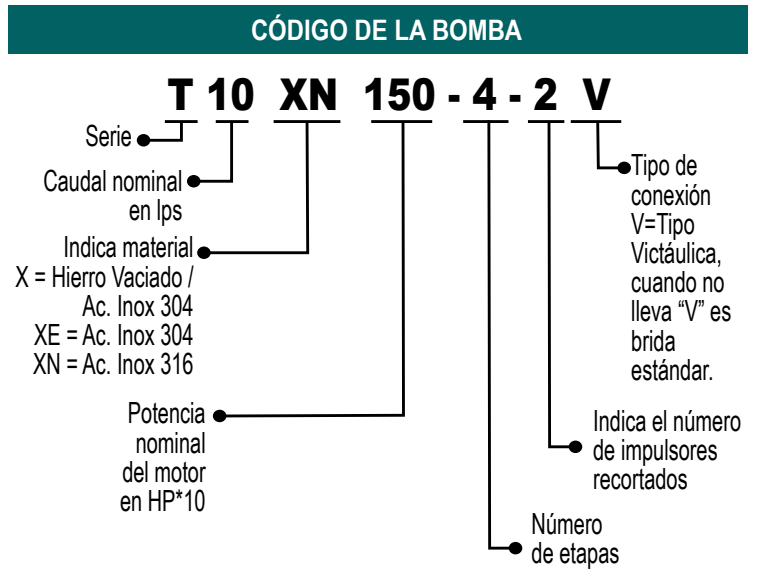 CÓDIGO DE LA BOMBA
T 10 XN 150 - 4 - 2 V
Serie
Caudal nominal
en lps
Indica material
X = Hierro Vaciado /
Ac. Inox 304
XE = Ac. Inox 304
XN = Ac. Inox 316
Potencia
nominal
del motor
en HP*10
Tipo de
conexión
V=Tipo
Victáulica,
cuando no
lleva “V” es
brida
estándar.
Indica el número
de impulsores
recortados
Número
de etapas